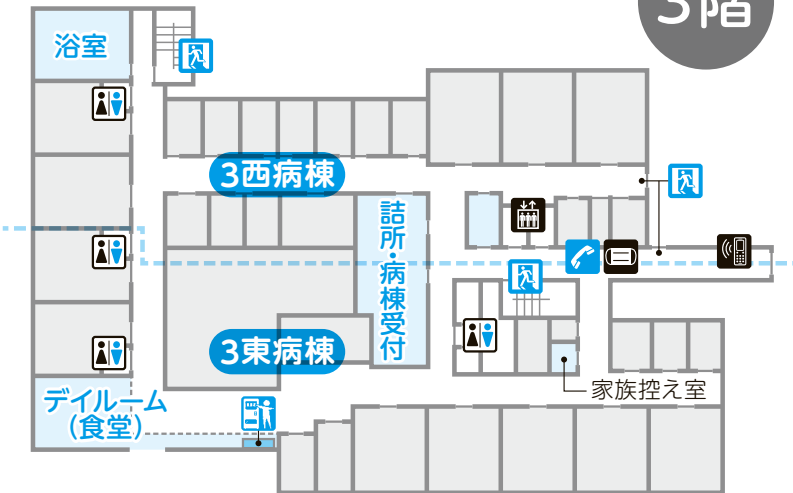 3階
浴室
3西病棟
詰所・病棟受付
3東病棟
家族控え室
デイルーム
(食堂)